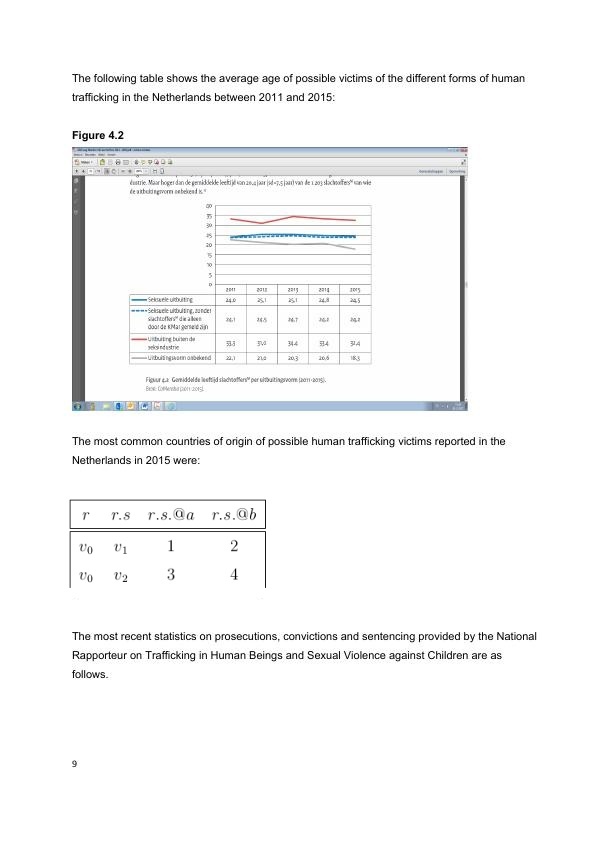 The following table shows the average age of possible victims of the different forms of human
trafficking in the Netherlands between 2011 and 2015:
Figure 4.2
dustrie. Maar hoger dan de gemiddelde leeftijd van 20,4 jaar (sd=7,5 jaar) van de 1.203 slachtoffers van wie
de uitbuitingsvorm onbekend is.
40
35
30
25
20
15
10
5
0
2011 2012 2013 2014 2015
Seksuele uitbuiting 24,0 25,1 25,1 24,8 24,5
Seksuele uitbuiting, zonder
slachtoffers die alleen 24,1 24,5 24,7 24,2 24,2
door de KMar gemeld zijn
Uitbuiting buiten de 33,3 31,2 34,4 33,4 32,4
seksindustrie
Uitbuitingsvorm onbekend 22,1 21,0 20,3 20,6 18,3
Figuur 4.2 Gemiddelde leeftijd slachtoffers per uitbuitingsvorm (2011-2015).
Bron: CoMensha (2011-2015).
The most common countries of origin of possible human trafficking victims reported in the
Netherlands in 2015 were:
r r.s r.s.@a r.s.@b
v₀ v₁ 1 2
v₀ v₂ 3 4
The most recent statistics on prosecutions, convictions and sentencing provided by the National
Rapporteur on Trafficking in Human Beings and Sexual Violence against Children are as
follows.
9